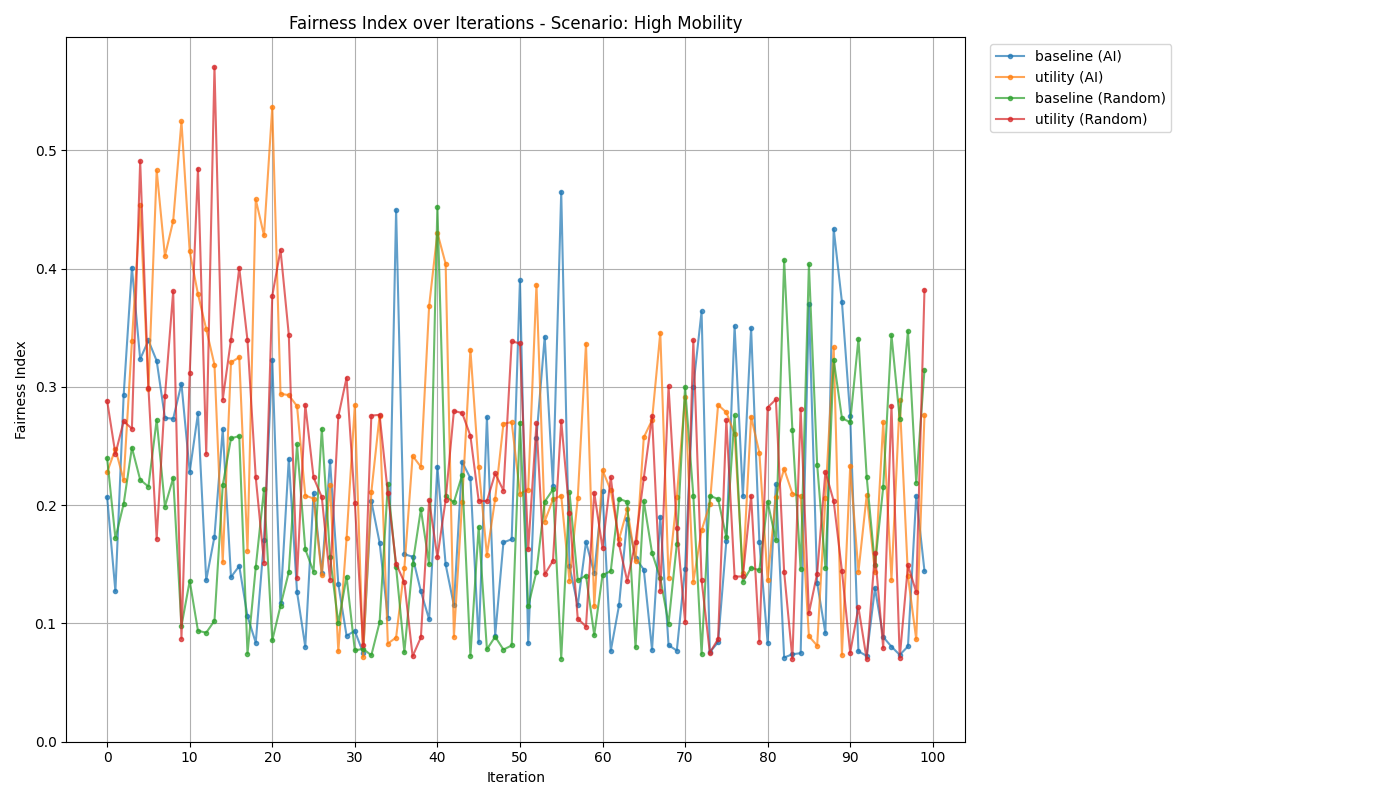 Fairness Index over Iterations - Scenario: High Mobility
baseline (AI)
utility (AI)
baseline (Random)
utility (Random)
Fairness Index
0.5
0.4
0.3
0.2
0.1
0.0
0 10 20 30 40 50 60 70 80 90 100
Iteration